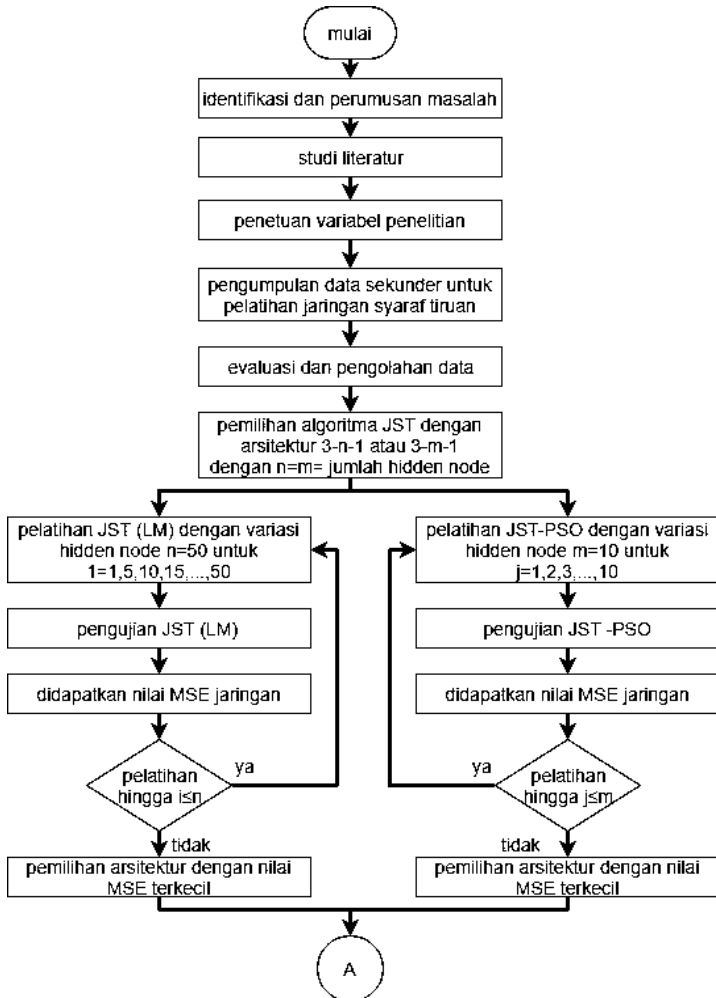 mulai
identifikasi dan perumusan masalah
studi literatur
penetuan variabel penelitian
pengumpulan data sekunder untuk
pelatihan jaringan syaraf tiruan
evaluasi dan pengolahan data
pemilihan algoritma JST dengan
arsitektur 3-n-1 atau 3-m-1
dengan n=m= jumlah hidden node
pelatihan JST (LM) dengan variasi
hidden node n=50 untuk
1=1,5,10,15,...,50
pengujian JST (LM)
didapatkan nilai MSE jaringan
pelatihan
hingga i≤n
ya
tidak
pemilihan arsitektur dengan nilai
MSE terkecil
pelatihan JST-PSO dengan variasi
hidden node m=10 untuk
j=1,2,3,...,10
pengujian JST -PSO
didapatkan nilai MSE jaringan
pelatihan
hingga j≤m
ya
tidak
pemilihan arsitektur dengan nilai
MSE terkecil
A